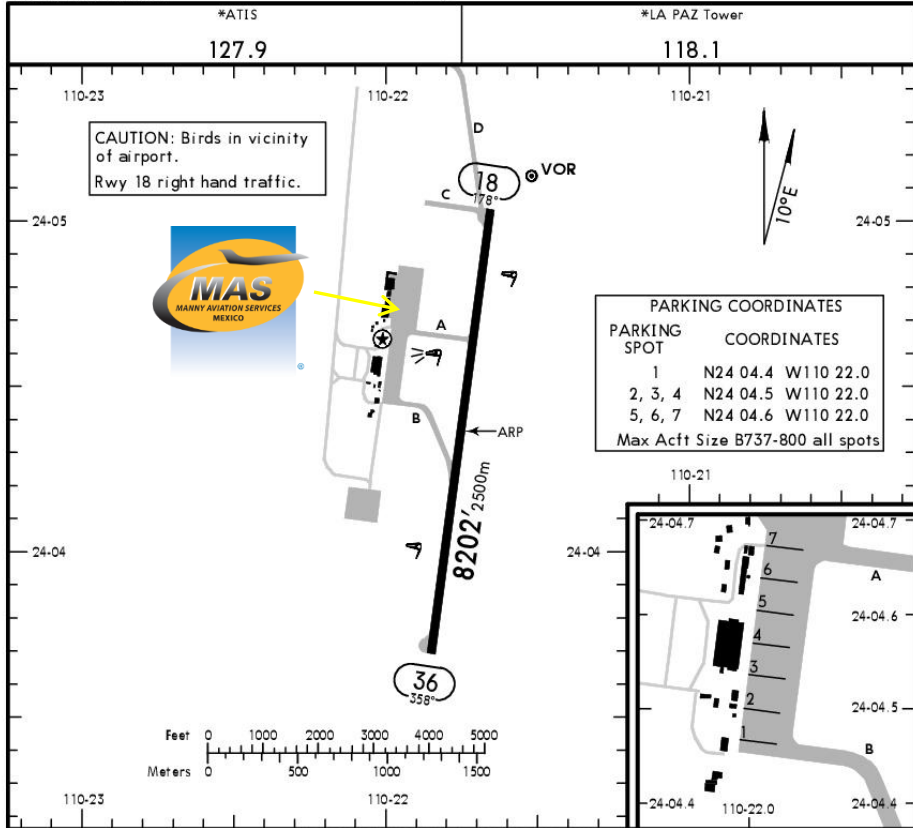 *ATIS
127.9
*LA PAZ Tower
118.1
110-23
110-22
110-21
CAUTION: Birds in vicinity
of airport.
Rwy 18 right hand traffic.
D
18
178°
VOR
C
10°E
24-05
24-05
MAS
MANNY AVIATION SERVICES
MEXICO
®
A
B
ARP
PARKING COORDINATES
PARKING
SPOT
COORDINATES
1 N24 04.4 W110 22.0
2, 3, 4 N24 04.5 W110 22.0
5, 6, 7 N24 04.6 W110 22.0
Max Acft Size B737-800 all spots
110-21
8202' 2500m
24-04
24-04
36
358°
Feet 0 1000 2000 3000 4000 5000
Meters 0 500 1000 1500
110-23
110-22
24-04.7
24-04.7
7
6
A
5
24-04.6
4
3
2
24-04.5
1
B
24-04.4
110-22.0
24-04.4